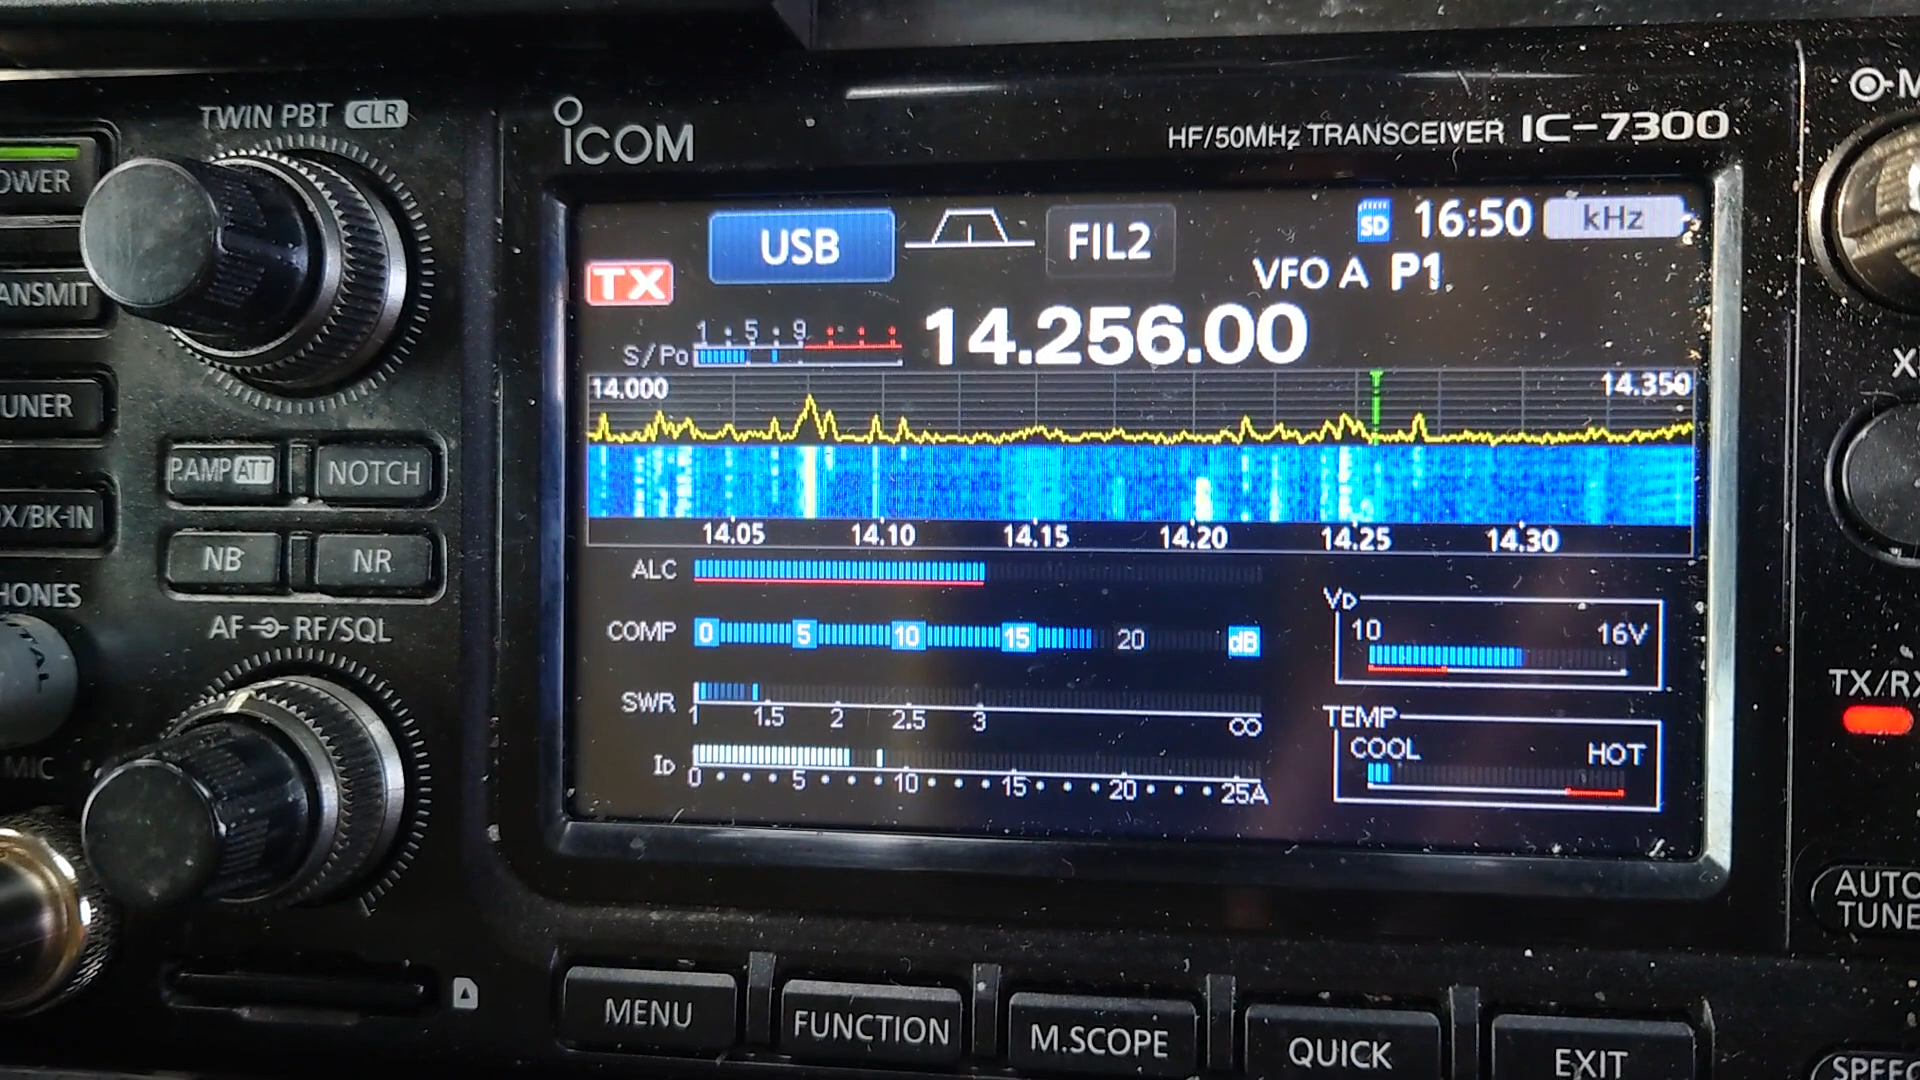 TWIN PBT CLR
ICOM
HF/50MHz TRANSCEIVER IC-7300
OWER
ANSMIT
UNER
P.AMP ATT
NOTCH
OX/BK-IN
NB
NR
HONES
AF RF/SQL
MIC
USB
FIL2
SD
16:50
kHz
TX
VFO A P1
S/Po
1 5 9
14.256.00
14.000
14.350
14.05 14.10 14.15 14.20 14.25 14.30
ALC
COMP 0 5 10 15 20 dB
SWR 1 1.5 2 2.5 3 ∞
ID 0 5 10 15 20 25A
VD
10 16V
TEMP
COOL HOT
TX/RX
AUTO
TUNE
MENU
FUNCTION
M.SCOPE
QUICK
EXIT
SPEEC